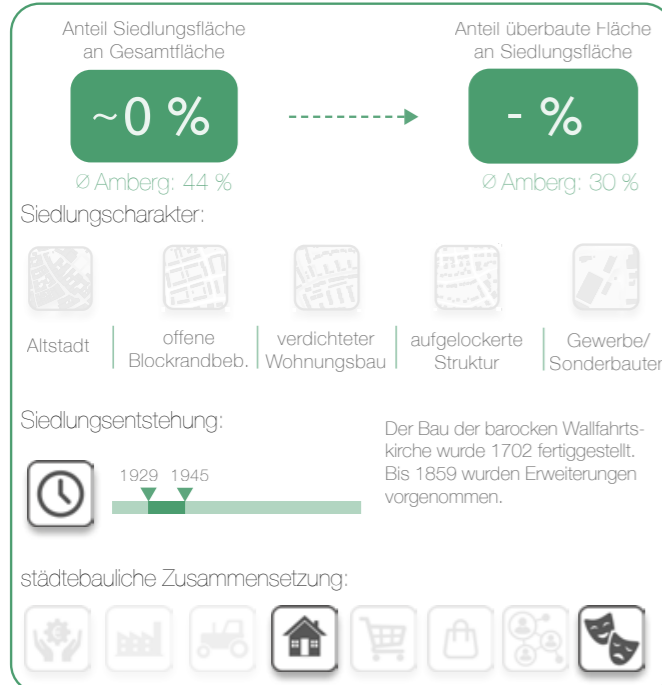 Anteil Siedlungsfläche
an Gesamtfläche
~0 %
Ø Amberg: 44 %
Anteil überbaute Fläche
an Siedlungsfläche
- %
Ø Amberg: 30 %
Siedlungscharakter:
Altstadt
offene
Blockrandbeb.
verdichteter
Wohnungsbau
aufgelockerte
Struktur
Gewerbe/
Sonderbauten
Siedlungsentstehung:
1929 1945
Der Bau der barocken Wallfahrts-
kirche wurde 1702 fertiggestellt.
Bis 1859 wurden Erweiterungen
vorgenommen.
städtebauliche Zusammensetzung: